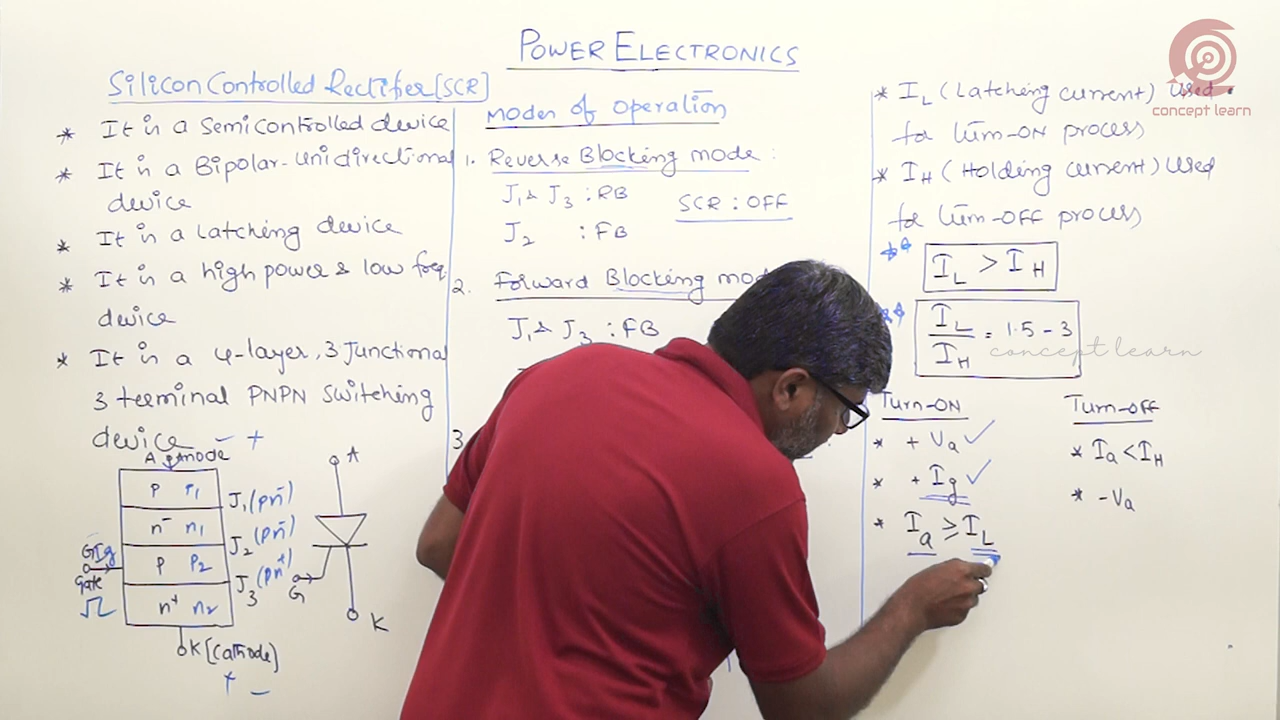 POWER ELECTRONICS
Silicon Controlled Rectifier [SCR]
* It is a Semicontrolled device
* It is a Bipolar-Unidirectional
device
* It is a Latching device
* It is a high power & low freq.
device
* It is a 4-layer, 3 Junctional
3 terminal PNPN Switching
device
- +
A Anode
P P1
n⁻ n1
P P2
n⁺ n2
J1 (pn⁻)
J2 (pn⁻)
J3 (pn⁺)
G Ig
Gate
K [Cathode]
+ -
A
G
K
Modes of Operation
1. Reverse Blocking mode :
J1 & J3 : RB
SCR : OFF
J2 : FB
2. Forward Blocking
J1 & J3 : FB
3
* IL (Latching current) Used
for turn-ON process
* IH (Holding current) Used
for turn-OFF process
** IL > IH
** IL/IH = 1.5 - 3
Turn-ON
* + Va ✓
* + Ig ✓
* Ia ≥ IL
Turn-OFF
* Ia < IH
* -Va
concept learn
concept learn